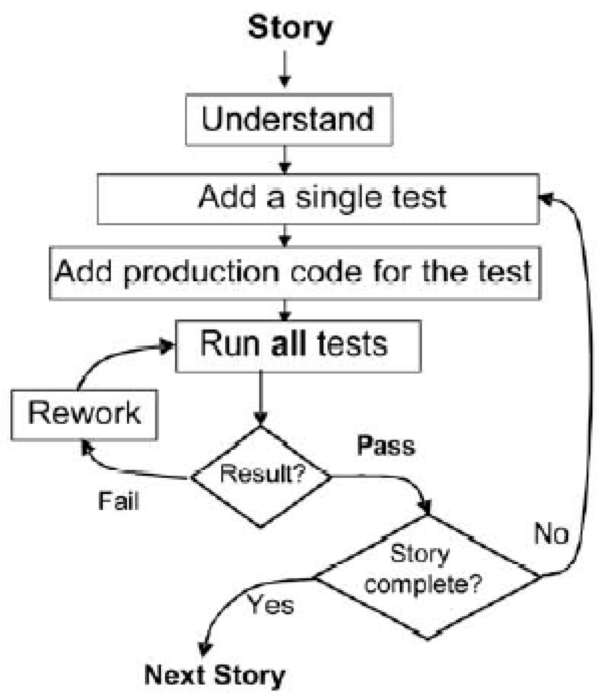 Story
Understand
Add a single test
Add production code for the test
Run all tests
Rework
Result?
Pass
Fail
Story
complete?
No
Yes
Next Story